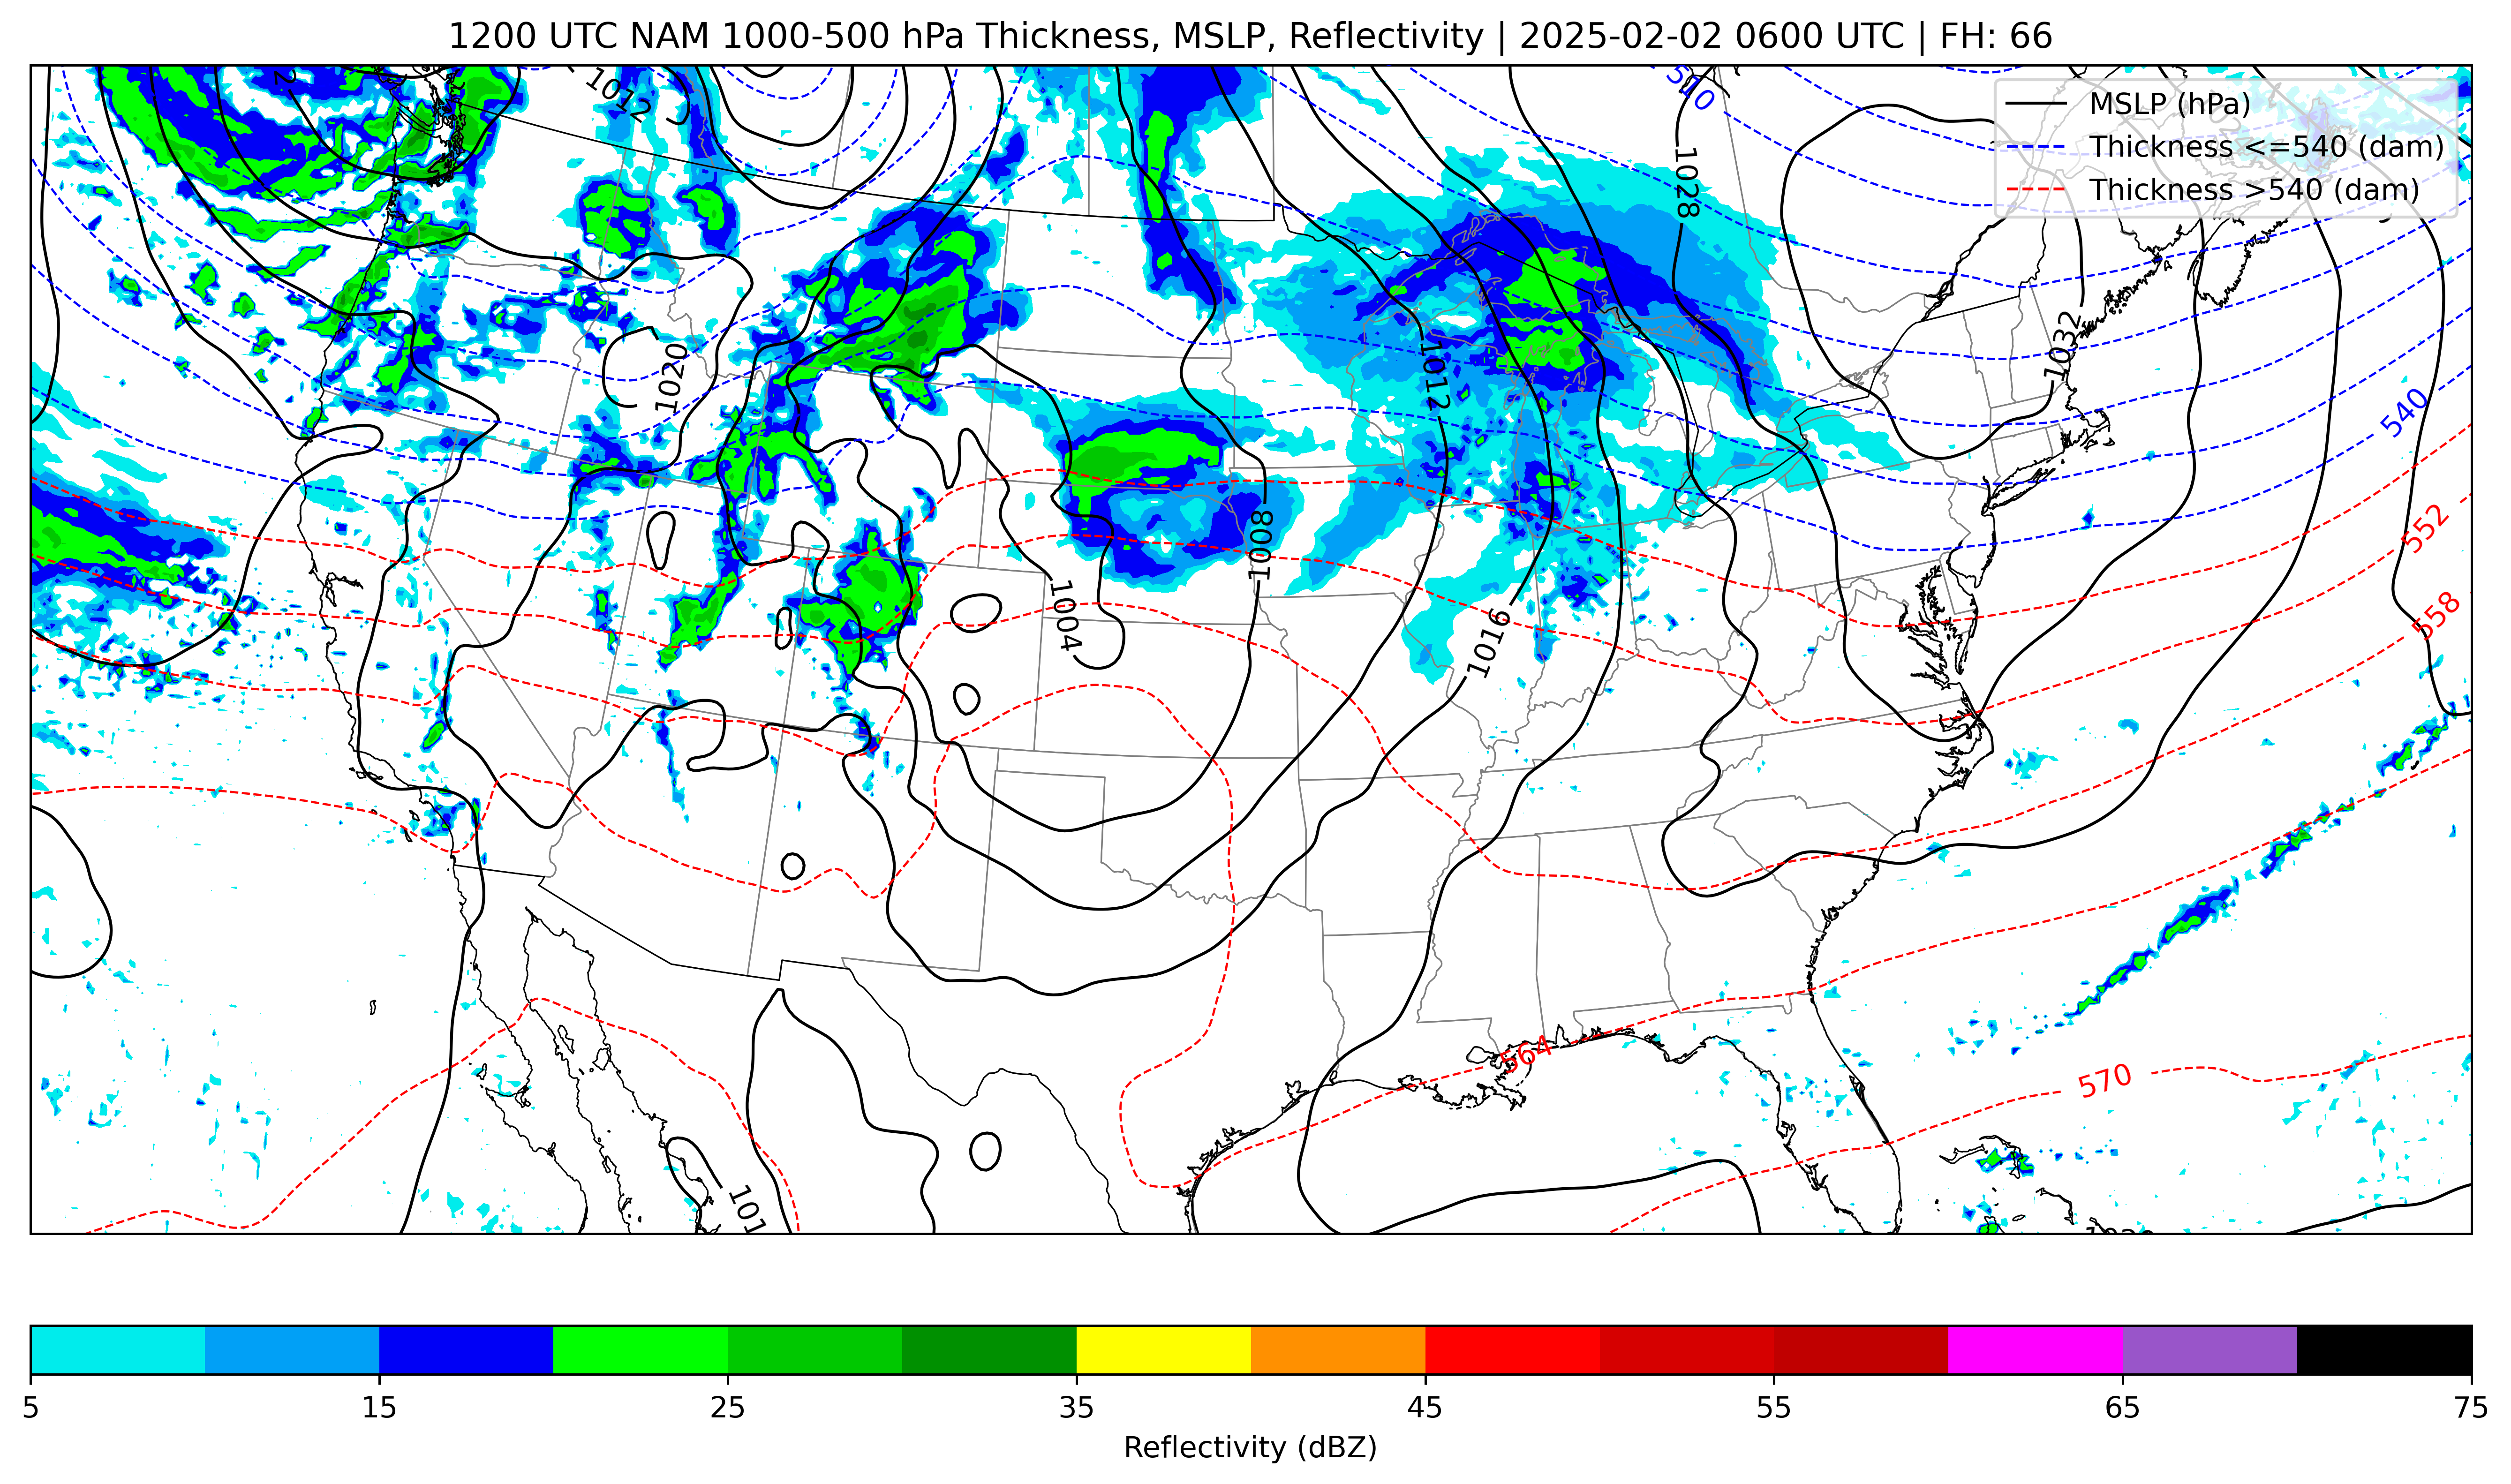 1200 UTC NAM 1000-500 hPa Thickness, MSLP, Reflectivity | 2025-02-02 0600 UTC | FH: 66
MSLP (hPa)
Thickness <=540 (dam)
Thickness >540 (dam)
1012
510
1028
1032
1020
1012
540
552
1008
558
1004
1016
564
570
101
5 15 25 35 45 55 65 75
Reflectivity (dBZ)